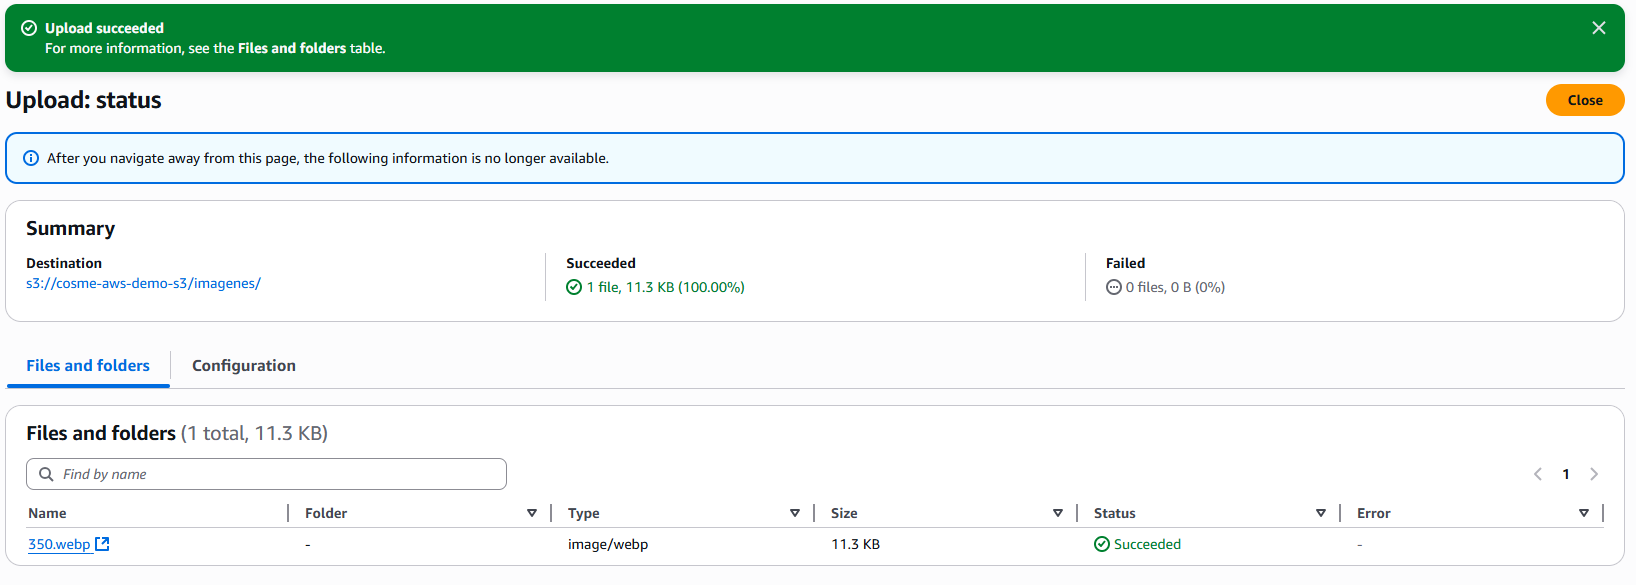 Upload succeeded
For more information, see the Files and folders table.
Upload: status
Close
After you navigate away from this page, the following information is no longer available.
Summary
Destination
s3://cosme-aws-demo-s3/imagenes/
Succeeded
1 file, 11.3 KB (100.00%)
Failed
0 files, 0 B (0%)
Files and folders
Configuration
Files and folders (1 total, 11.3 KB)
Find by name
1
Name Folder Type Size Status Error
350.webp - image/webp 11.3 KB Succeeded -